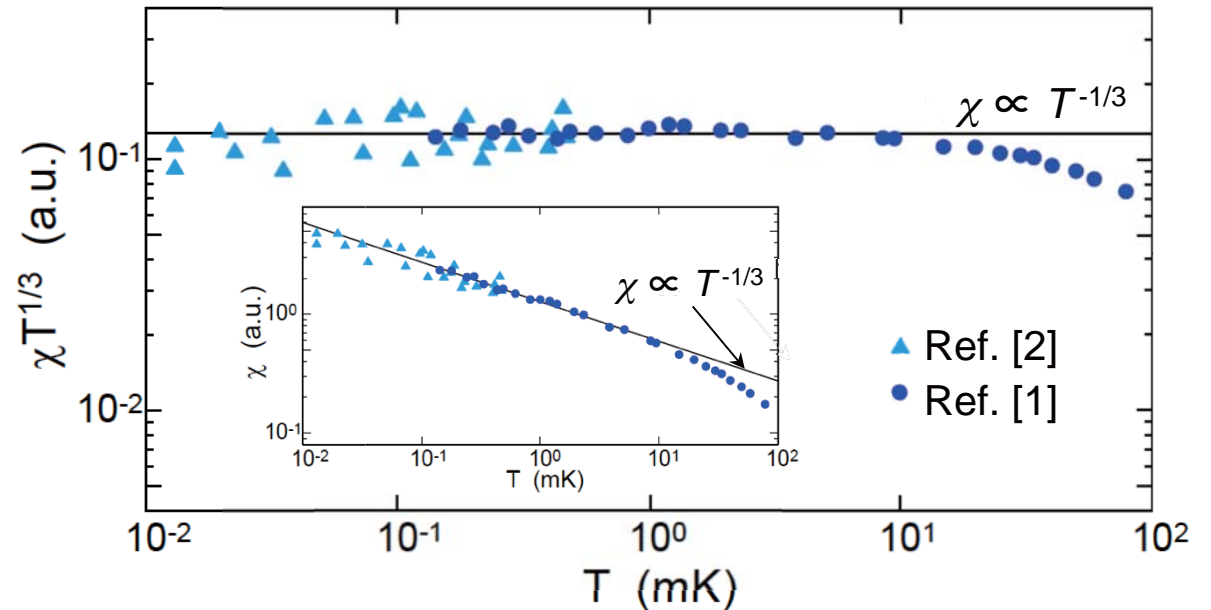 χT^1/3 (a.u.)
10^-1
10^-2
χ ∝ T^-1/3
χ (a.u.)
10^0
10^-1
χ ∝ T^-1/3
10^-2 10^-1 10^0 10^1 10^2
T (mK)
Ref. [2]
Ref. [1]
10^-2 10^-1 10^0 10^1 10^2
T (mK)